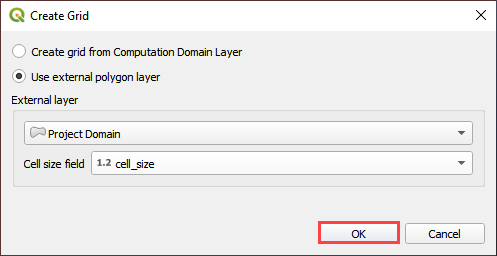 Create Grid
Create grid from Computation Domain Layer
Use external polygon layer
External layer
Project Domain
Cell size field 1.2 cell_size
OK Cancel